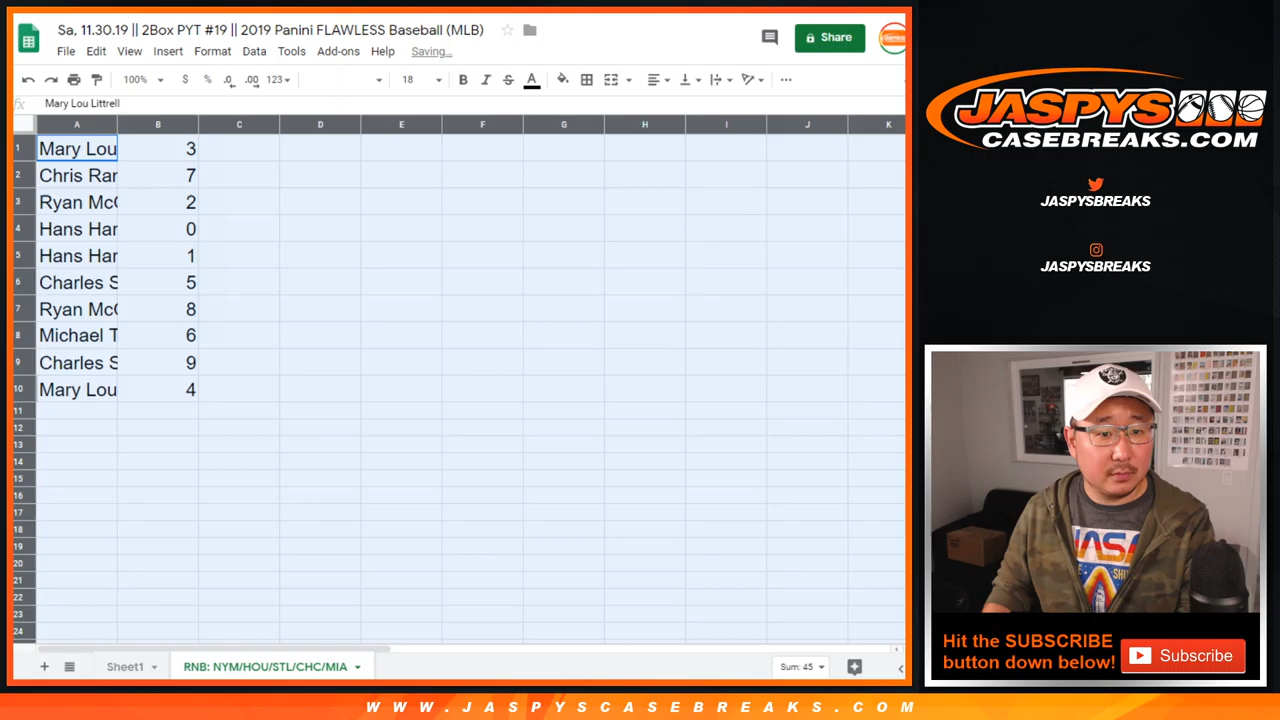 Sa, 11.30.19 || 2Box PYT #19 || 2019 Panini FLAWLESS Baseball (MLB)
File Edit View Insert Format Data Tools Add-ons Help Saving...
Share
100% $ % .0 .00 123 18 B I S A
fx Mary Lou Littrell
A B C D E F G H I J K
1 Mary Lou 3
2 Chris Rar 7
3 Ryan McC 2
4 Hans Har 0
5 Hans Har 1
6 Charles S 5
7 Ryan McC 8
8 Michael T 6
9 Charles S 9
10 Mary Lou 4
11
12
13
14
15
16
17
18
19
20
21
22
23
24
Sheet1 RNB: NYM/HOU/STL/CHC/MIA Sum: 45
JASPYS
CASEBREAKS.COM
JASPYSBREAKS
JASPYSBREAKS
NASA
Hit the SUBSCRIBE
button down below!
Subscribe
WWW.JASPYSCASEBREAKS.COM